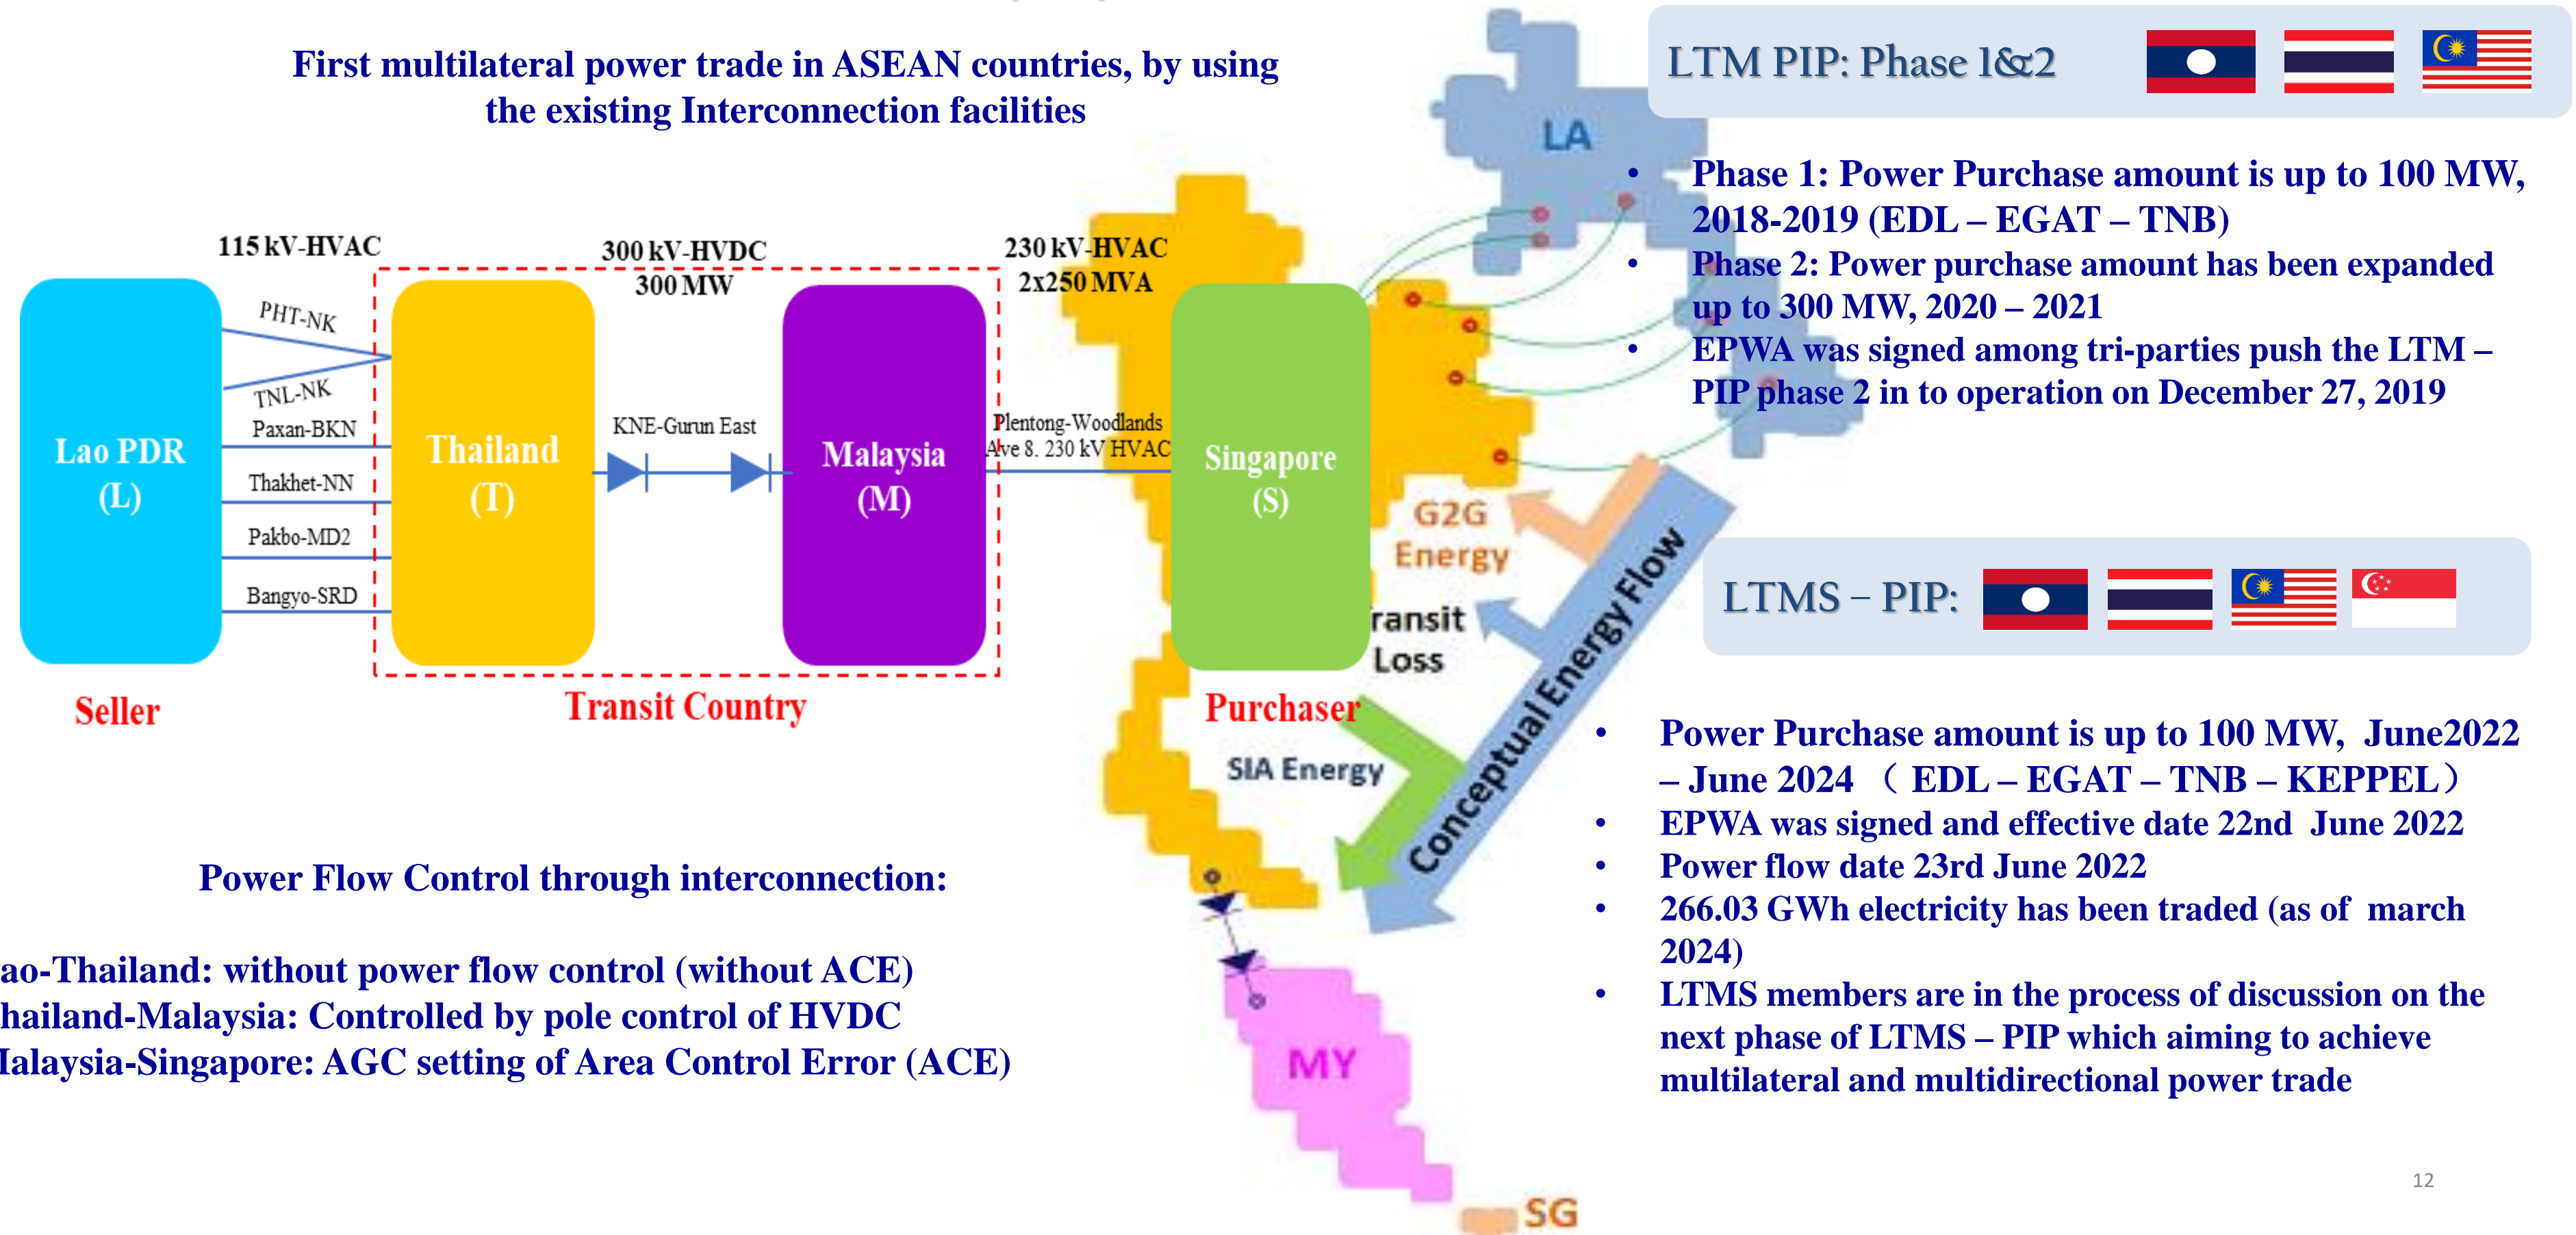 First multilateral power trade in ASEAN countries, by using
the existing Interconnection facilities
115 kV-HVAC
300 kV-HVDC
300 MW
230 kV-HVAC
2x250 MVA
PHT-NK
TNL-NK
Paxan-BKN
Thakhet-NN
Pakbo-MD2
Bangyo-SRD
KNE-Gurun East
Plentong-Woodlands
Ave 8. 230 kV HVAC
Lao PDR
(L)
Thailand
(T)
Malaysia
(M)
Singapore
(S)
Seller
Transit Country
Purchaser
LA
G2G
Energy
ransit
Loss
SIA Energy
Conceptual Energy Flow
MY
SG
Power Flow Control through interconnection:
ao-Thailand: without power flow control (without ACE)
hailand-Malaysia: Controlled by pole control of HVDC
alaysia-Singapore: AGC setting of Area Control Error (ACE)
LTM PIP: Phase 1&2
• Phase 1: Power Purchase amount is up to 100 MW,
2018-2019 (EDL – EGAT – TNB)
• Phase 2: Power purchase amount has been expanded
up to 300 MW, 2020 – 2021
• EPWA was signed among tri-parties push the LTM –
PIP phase 2 in to operation on December 27, 2019
LTMS – PIP:
• Power Purchase amount is up to 100 MW, June2022
– June 2024 （ EDL – EGAT – TNB – KEPPEL）
• EPWA was signed and effective date 22nd June 2022
• Power flow date 23rd June 2022
• 266.03 GWh electricity has been traded (as of march
2024)
• LTMS members are in the process of discussion on the
next phase of LTMS – PIP which aiming to achieve
multilateral and multidirectional power trade
12